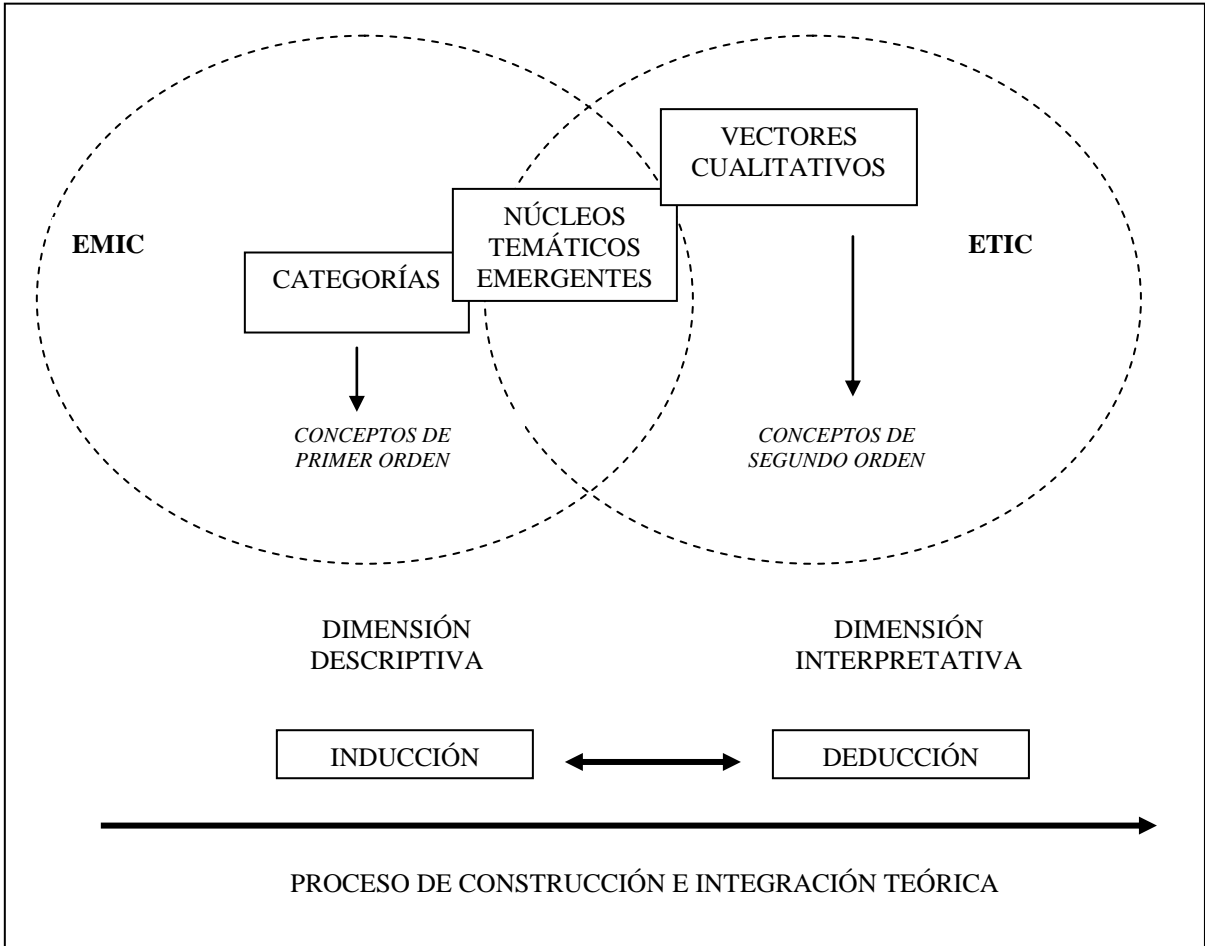 VECTORES
CUALITATIVOS
NÚCLEOS
TEMÁTICOS
EMERGENTES
EMIC
ETIC
CATEGORÍAS
CONCEPTOS DE
PRIMER ORDEN
CONCEPTOS DE
SEGUNDO ORDEN
DIMENSIÓN
DESCRIPTIVA
DIMENSIÓN
INTERPRETATIVA
INDUCCIÓN
DEDUCCIÓN
PROCESO DE CONSTRUCCIÓN E INTEGRACIÓN TEÓRICA